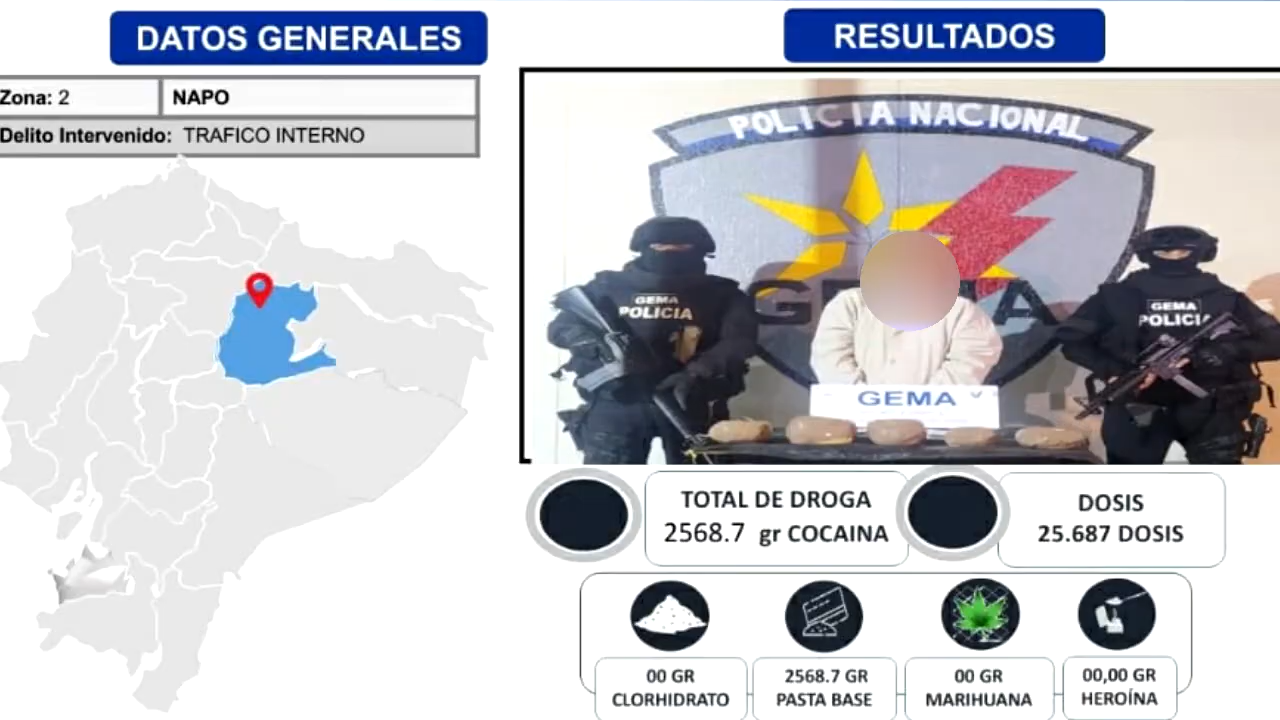 DATOS GENERALES
Zona: 2
NAPO
Delito Intervenido: TRAFICO INTERNO
RESULTADOS
POLICIA NACIONAL
GEMA
POLICIA
GEMA
POLICIA
GEMA
TOTAL DE DROGA
2568.7 gr COCAINA
DOSIS
25.687 DOSIS
00 GR
CLORHIDRATO
2568.7 GR
PASTA BASE
00 GR
MARIHUANA
00,00 GR
HEROÍNA